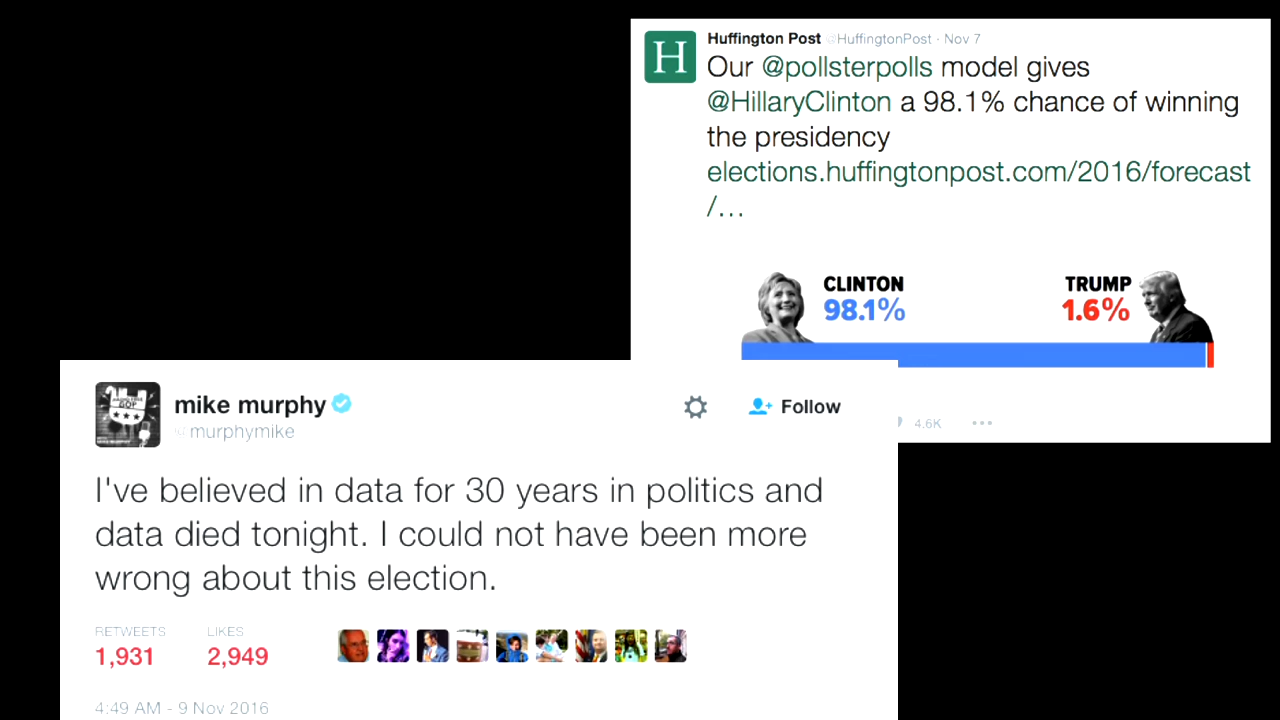 Huffington Post @HuffingtonPost · Nov 7
Our @pollsterpolls model gives
@HillaryClinton a 98.1% chance of winning
the presidency
elections.huffingtonpost.com/2016/forecast
/…
CLINTON
98.1%
TRUMP
1.6%
4.6K
mike murphy
@murphymike
Follow
I've believed in data for 30 years in politics and
data died tonight. I could not have been more
wrong about this election.
RETWEETS
1,931
LIKES
2,949
4:49 AM - 9 Nov 2016